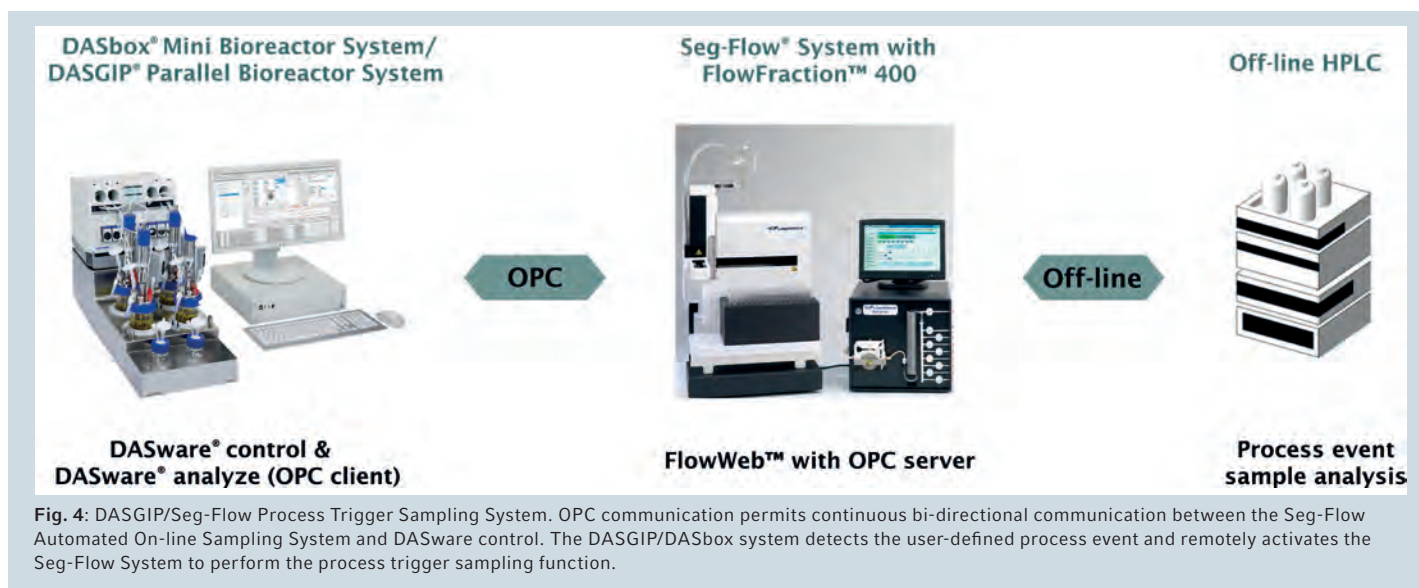 DASbox® Mini Bioreactor System/
DASGIP® Parallel Bioreactor System
Seg-Flow® System with
FlowFraction™ 400
Off-line HPLC
OPC
Off-line
DASware® control &
DASware® analyze (OPC client)
FlowWeb™ with OPC server
Process event
sample analysis
Fig. 4: DASGIP/Seg-Flow Process Trigger Sampling System. OPC communication permits continuous bi-directional communication between the Seg-Flow
Automated On-line Sampling System and DASware control. The DASGIP/DASbox system detects the user-defined process event and remotely activates the
Seg-Flow System to perform the process trigger sampling function.